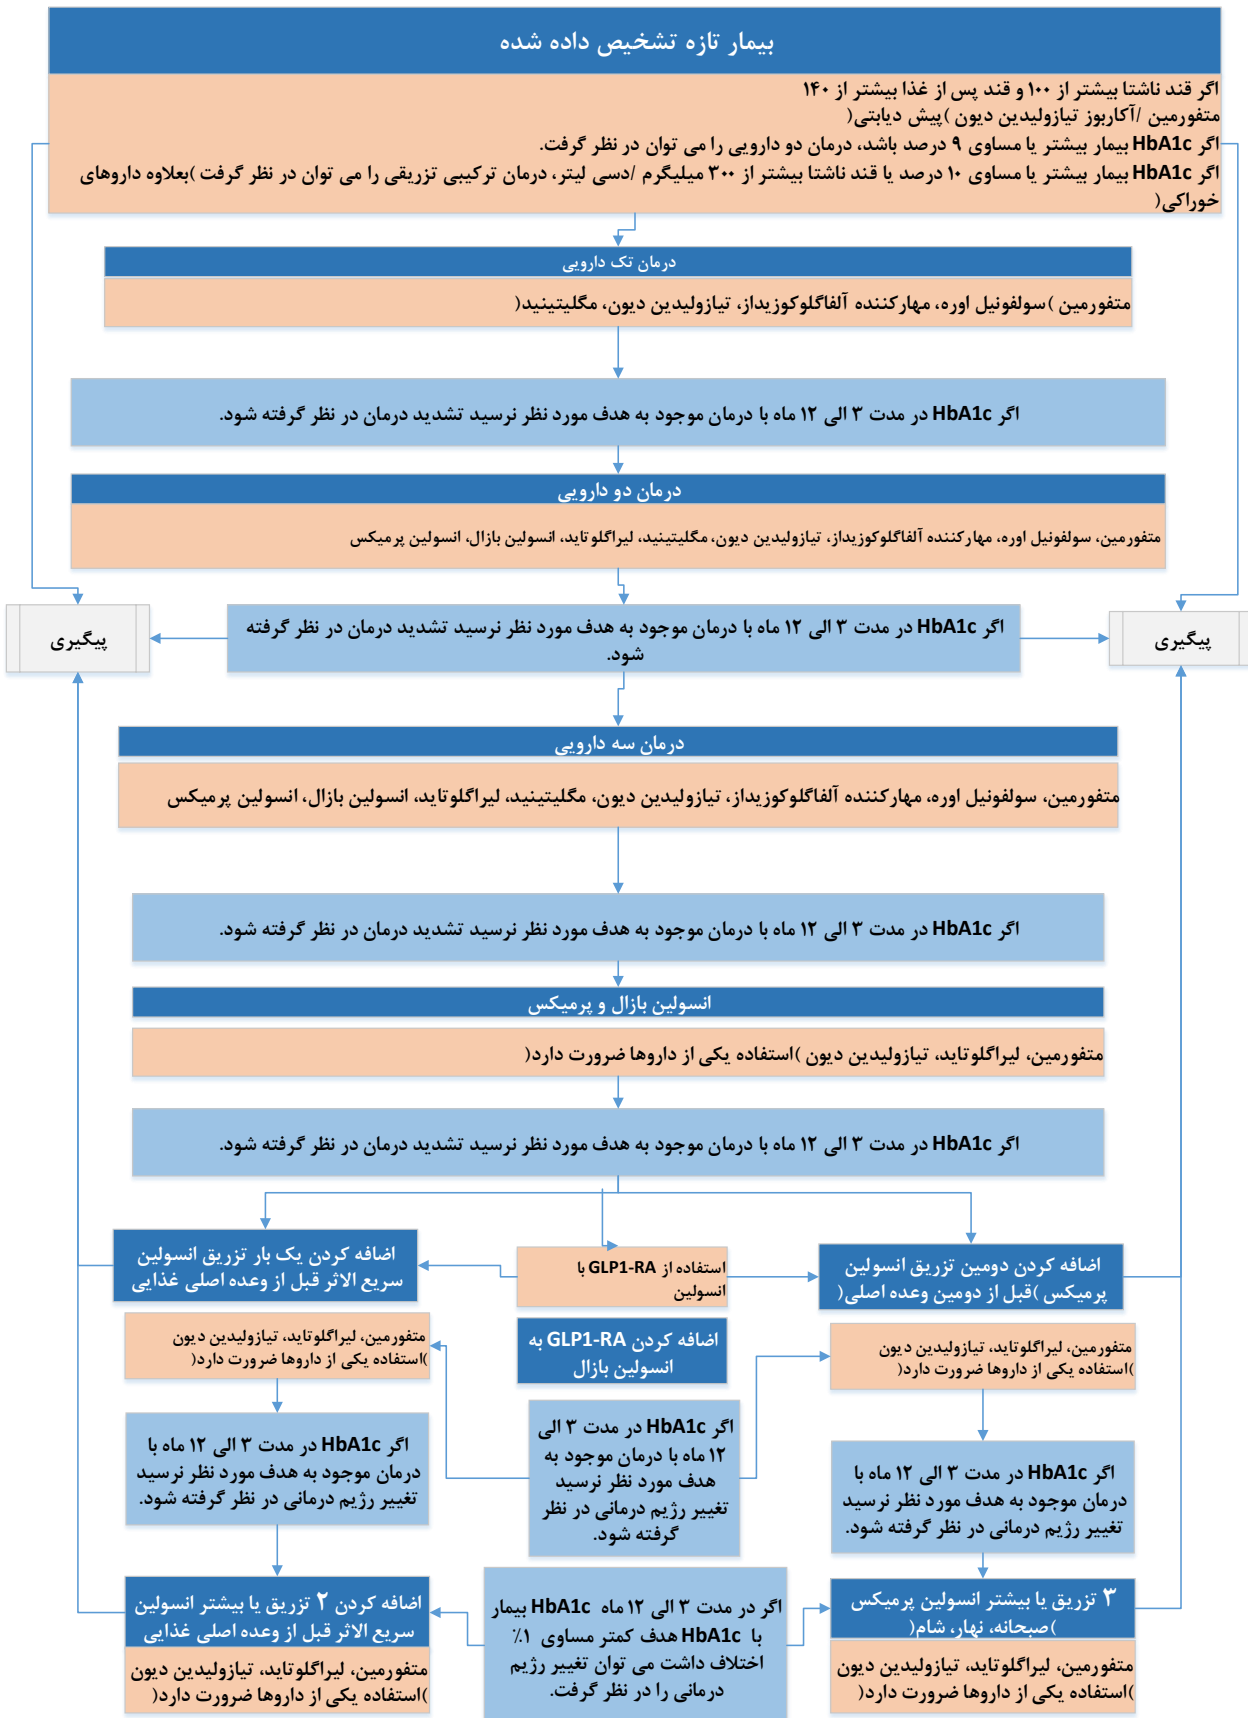 بیمار تازه تشخیص داده شده
اگر قند ناشتا بیشتر از ۱۰۰ و قند پس از غذا بیشتر از ۱۴۰
متفورمین /آکاربوز تیازولیدین دیون )پیش دیابتی(
اگر HbA1c بیمار بیشتر یا مساوی ۹ درصد باشد، درمان دو دارویی را می توان در نظر گرفت.
اگر HbA1c بیمار بیشتر یا مساوی ۱۰ درصد یا قند ناشتا بیشتر از ۳۰۰ میلیگرم /دسی لیتر، درمان ترکیبی تزریقی را می توان در نظر گرفت )بعلاوه داروهای
خوراکی(
درمان تک دارویی
متفورمین )سولفونیل اوره، مهارکننده آلفاگلوکوزیداز، تیازولیدین دیون، مگلیتینید(
اگر HbA1c در مدت ۳ الی ۱۲ ماه با درمان موجود به هدف مورد نظر نرسید تشدید درمان در نظر گرفته شود.
درمان دو دارویی
متفورمین، سولفونیل اوره، مهارکننده آلفاگلوکوزیداز، تیازولیدین دیون، مگلیتینید، لیراگلوتاید، انسولین بازال، انسولین پرمیکس
پیگیری
اگر HbA1c در مدت ۳ الی ۱۲ ماه با درمان موجود به هدف مورد نظر نرسید تشدید درمان در نظر گرفته
شود.
پیگیری
درمان سه دارویی
متفورمین، سولفونیل اوره، مهارکننده آلفاگلوکوزیداز، تیازولیدین دیون، مگلیتینید، لیراگلوتاید، انسولین بازال، انسولین پرمیکس
اگر HbA1c در مدت ۳ الی ۱۲ ماه با درمان موجود به هدف مورد نظر نرسید تشدید درمان در نظر گرفته شود.
انسولین بازال و پرمیکس
متفورمین، لیراگلوتاید، تیازولیدین دیون )استفاده یکی از داروها ضرورت دارد(
اگر HbA1c در مدت ۳ الی ۱۲ ماه با درمان موجود به هدف مورد نظر نرسید تشدید درمان در نظر گرفته شود.
اضافه کردن دومین تزریق انسولین
پرمیکس )قبل از دومین وعده اصلی(
استفاده از GLP1-RA با
انسولین
اضافه کردن یک بار تزریق انسولین
سریع الاثر قبل از وعده اصلی غذایی
متفورمین، لیراگلوتاید، تیازولیدین دیون
)استفاده یکی از داروها ضرورت دارد(
اضافه کردن GLP1-RA به
انسولین بازال
متفورمین، لیراگلوتاید، تیازولیدین دیون
)استفاده یکی از داروها ضرورت دارد(
اگر HbA1c در مدت ۳ الی ۱۲ ماه با
درمان موجود به هدف مورد نظر نرسید
تغییر رژیم درمانی در نظر گرفته شود.
اگر HbA1c در مدت ۳ الی
۱۲ ماه با درمان موجود به
هدف مورد نظر نرسید
تغییر رژیم درمانی در نظر
گرفته شود.
اگر HbA1c در مدت ۳ الی ۱۲ ماه با
درمان موجود به هدف مورد نظر نرسید
تغییر رژیم درمانی در نظر گرفته شود.
۳ تزریق یا بیشتر انسولین پرمیکس
)صبحانه، نهار، شام(
متفورمین، لیراگلوتاید، تیازولیدین دیون
)استفاده یکی از داروها ضرورت دارد(
اگر در مدت ۳ الی ۱۲ ماه HbA1c بیمار
با HbA1c هدف کمتر مساوی ۱٪
اختلاف داشت می توان تغییر رژیم
درمانی را در نظر گرفت.
اضافه کردن ۲ تزریق یا بیشتر انسولین
سریع الاثر قبل از وعده اصلی غذایی
متفورمین، لیراگلوتاید، تیازولیدین دیون
)استفاده یکی از داروها ضرورت دارد(